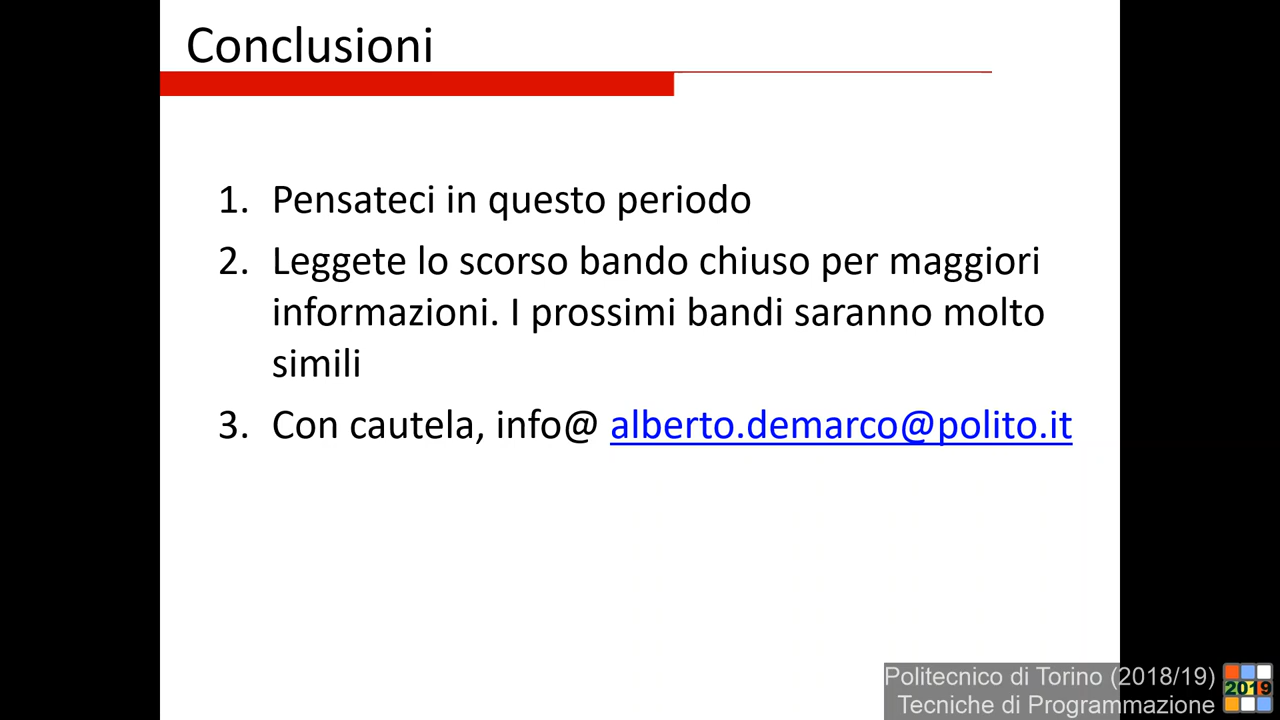 Conclusioni
1. Pensateci in questo periodo
2. Leggete lo scorso bando chiuso per maggiori
informazioni. I prossimi bandi saranno molto
simili
3. Con cautela, info@ alberto.demarco@polito.it
Politecnico di Torino (2018/19)
Tecniche di Programmazione
2019